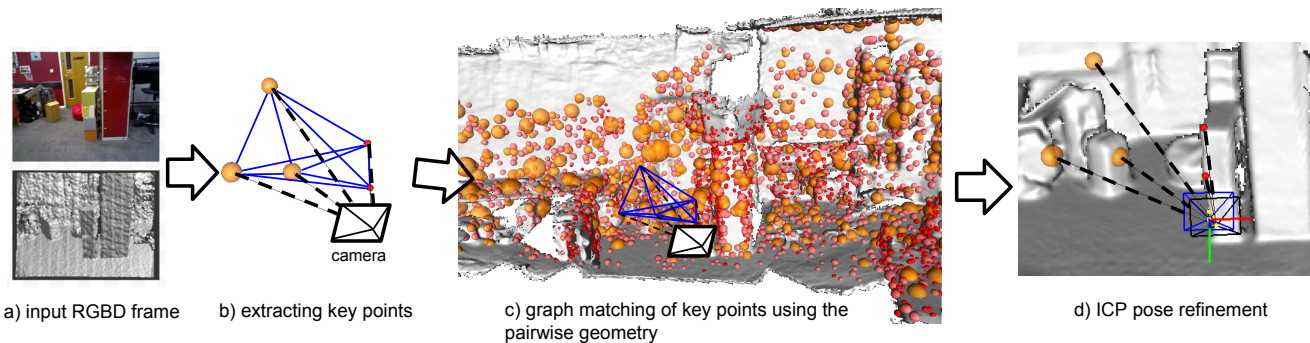 camera
a) input RGBD frame
b) extracting key points
c) graph matching of key points using the
pairwise geometry
d) ICP pose refinement